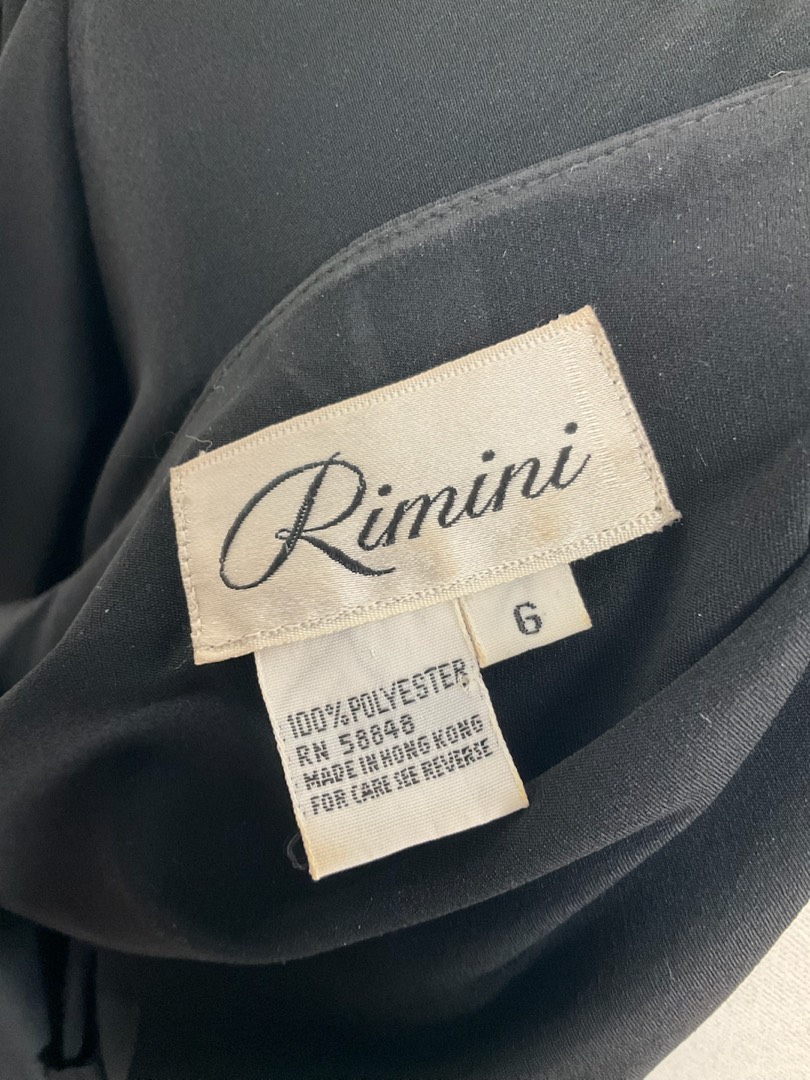 Rimini
6
100% POLYESTER
RN 58848
MADE IN HONG KONG
FOR CARE SEE REVERSE